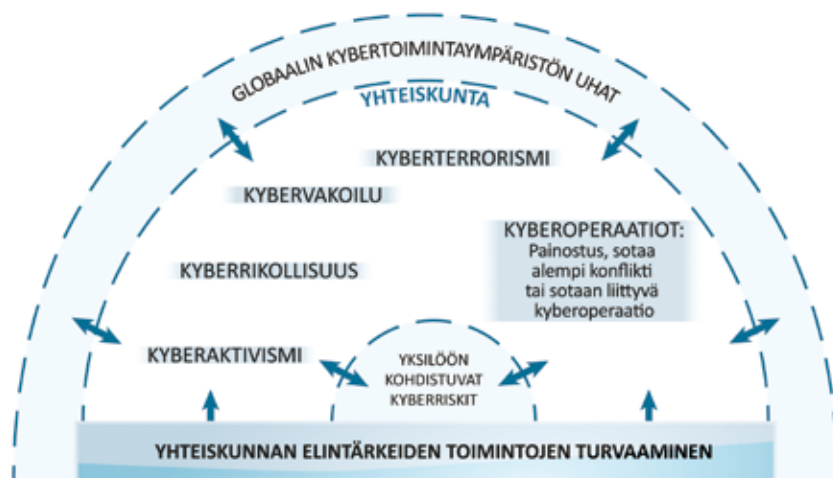 GLOBAALIN KYBERTOIMINTAYMPÄRISTÖN UHAT
YHTEISKUNTA
KYBERTERRORISMI
KYBERVAKOILU
KYBEROPERAATIOT:
Painostus, sotaa
alempi konflikti
tai sotaan liittyvä
kyberoperaatio
KYBERRIKOLLISUUS
KYBERAKTIVISMI
YKSILÖÖN
KOHDISTUVAT
KYBERRISKIT
YHTEISKUNNAN ELINTÄRKEIDEN TOIMINTOJEN TURVAAMINEN